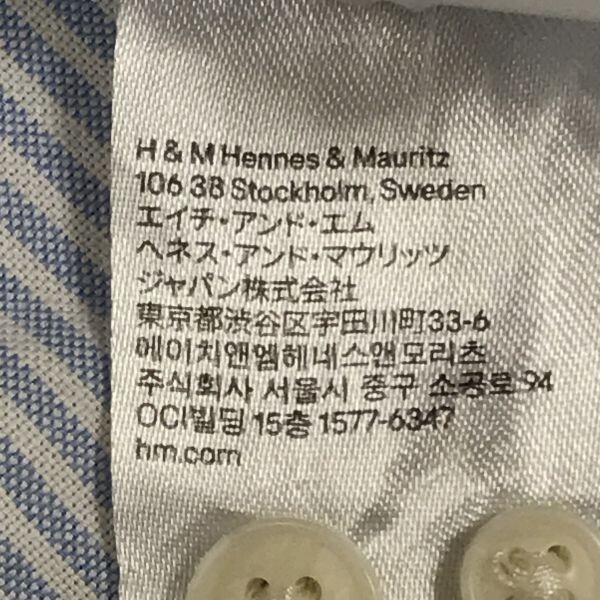 H & M Hennes & Mauritz
106 38 Stockholm, Sweden
エイチ・アンド・エム
ヘネス・アンド・マウリッツ
ジャパン株式会社
東京都渋谷区宇田川町33-6
에이치앤엠헤네스앤모리츠
주식회사 서울시 중구 소공로 94
OCI빌딩 15층 1577-6347
hm.com